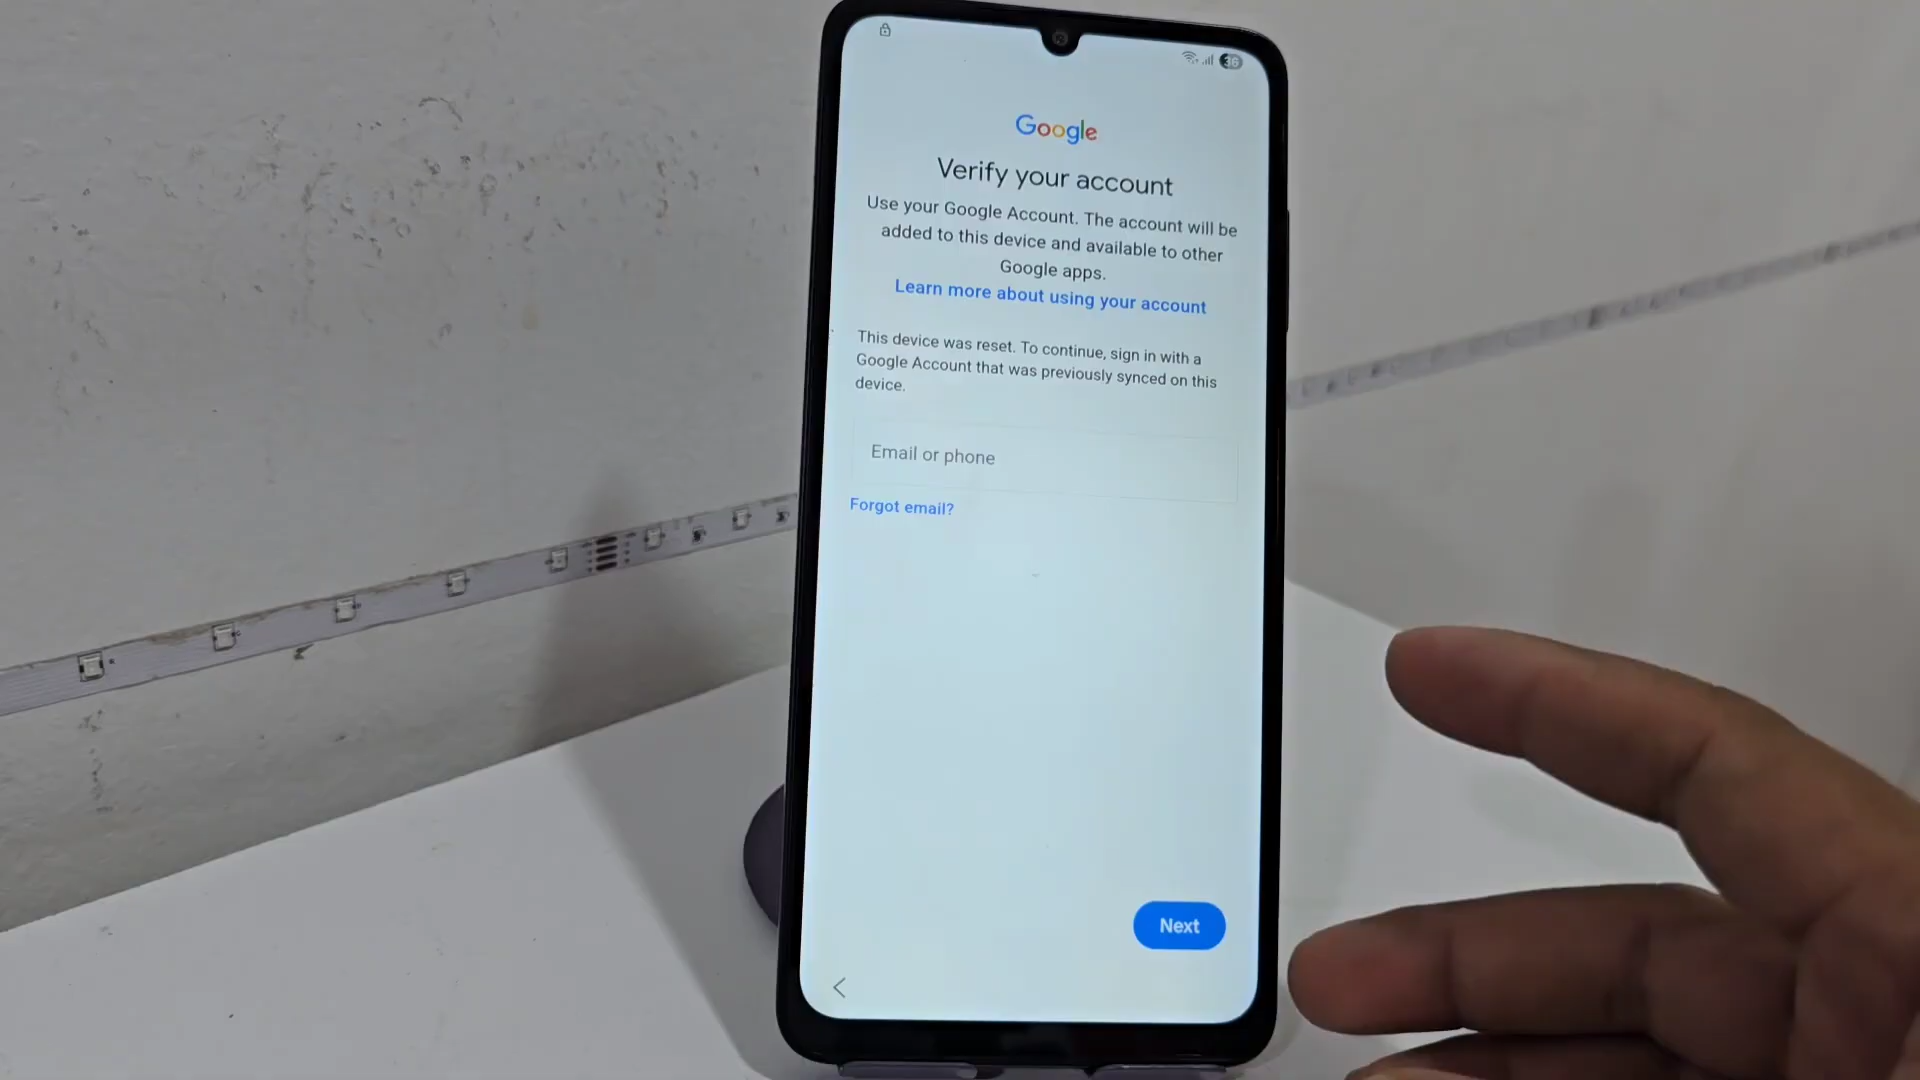 36
Google
Verify your account
Use your Google Account. The account will be
added to this device and available to other
Google apps.
Learn more about using your account
This device was reset. To continue, sign in with a
Google Account that was previously synced on this
device.
Email or phone
Forgot email?
Next